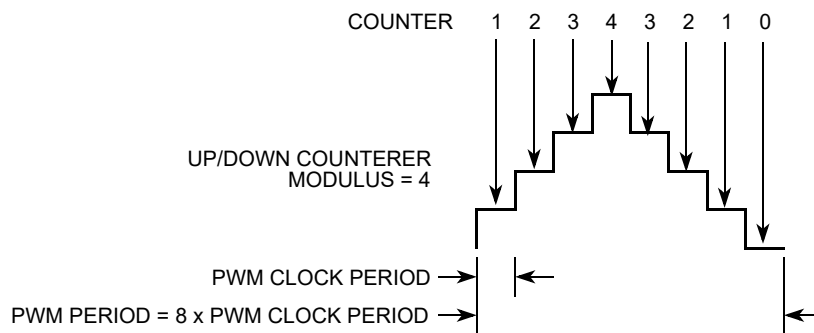 COUNTER 1 2 3 4 3 2 1 0
UP/DOWN COUNTERER
MODULUS = 4
PWM CLOCK PERIOD
PWM PERIOD = 8 x PWM CLOCK PERIOD